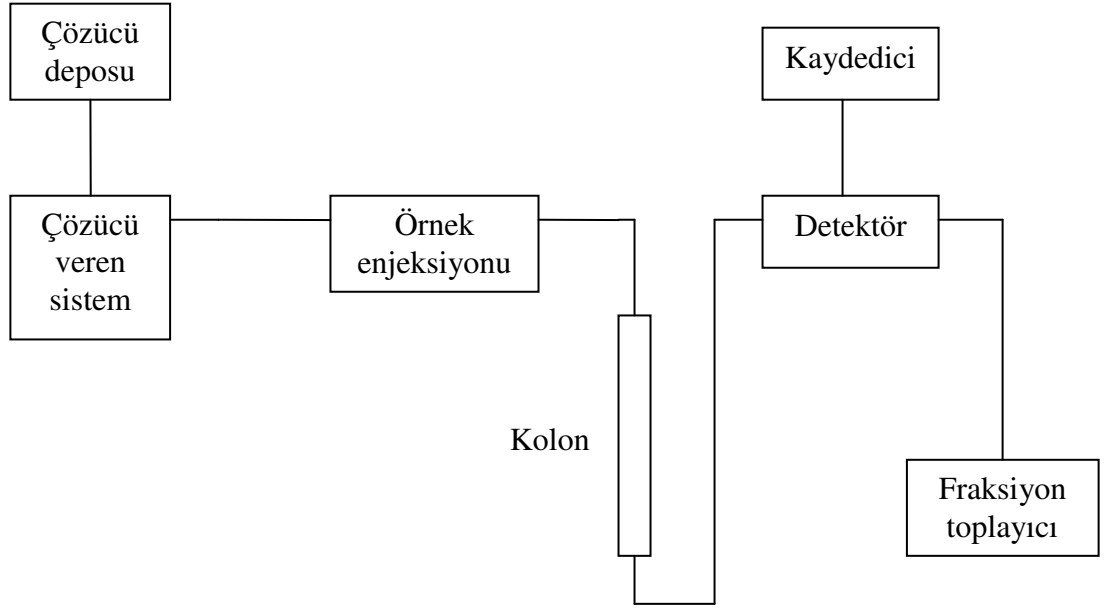 Çözücü
deposu
Kaydedici
Çözücü
veren
sistem
Örnek
enjeksiyonu
Detektör
Kolon
Fraksiyon
toplayıcı